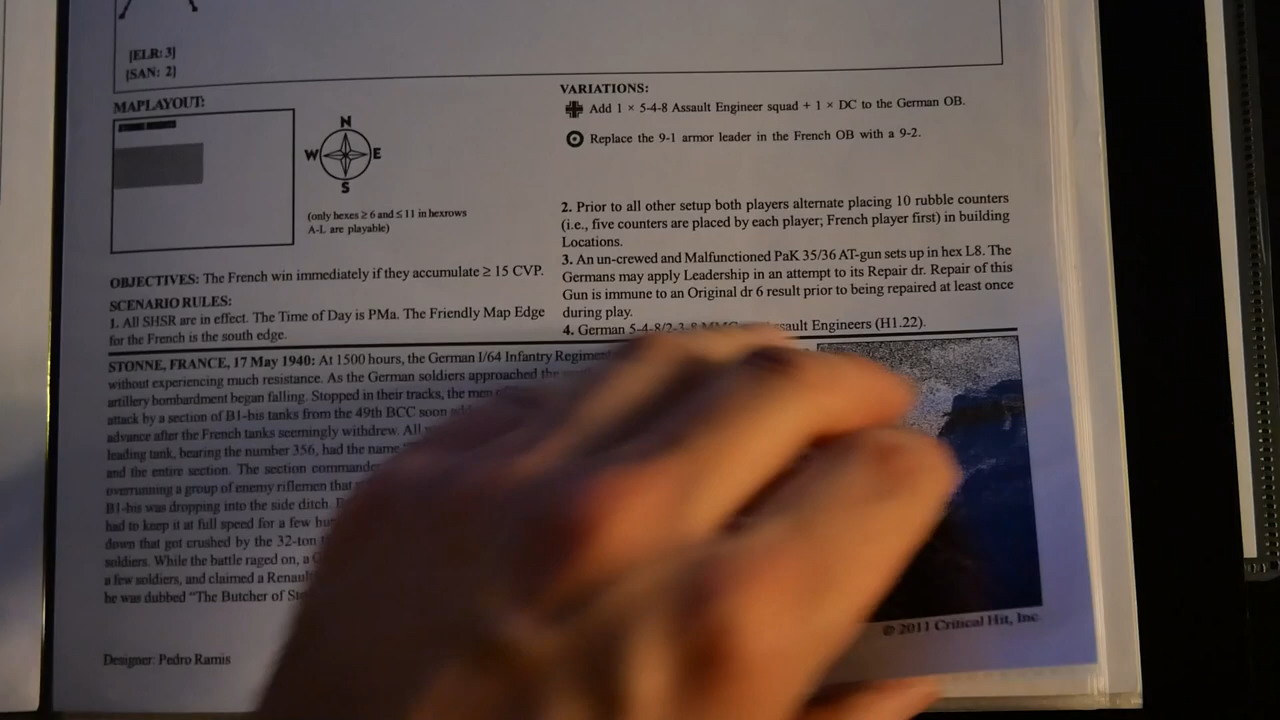 [ELR: 3]
[SAN: 2]
MAPLAYOUT:
N
W E
S
(only hexes ≥ 6 and ≤ 11 in hexrows
A-L are playable)
OBJECTIVES: The French win immediately if they accumulate ≥ 15 CVP.
SCENARIO RULES:
1. All SHSR are in effect. The Time of Day is PMa. The Friendly Map Edge
for the French is the south edge.
VARIATIONS:
Add 1 × 5-4-8 Assault Engineer squad + 1 × DC to the German OB.
Replace the 9-1 armor leader in the French OB with a 9-2.
2. Prior to all other setup both players alternate placing 10 rubble counters
(i.e., five counters are placed by each player; French player first) in building
Locations.
3. An un-crewed and Malfunctioned PaK 35/36 AT-gun sets up in hex L8. The
Germans may apply Leadership in an attempt to its Repair dr. Repair of this
Gun is immune to an Original dr 6 result prior to being repaired at least once
during play.
4. German 5-4-8/2-3-8 Engineers (H1.22).
STONNE, FRANCE, 17 May 1940: At 1500 hours, the German I/64 Infantry
without experiencing much resistance. As the German soldiers approached the
artillery bombardment began falling. Stopped in their tracks, the men
attack by a section of B1-bis tanks from the 49th BCC soon
advance after the French tanks seemingly withdrew. All
leading tank, bearing the number 356, had the name
and the entire section. The section
overrunning a group of enemy riflemen that
B1-bis was dropping into the side ditch.
had to keep it at full speed for a few
down that got crushed by the 32-ton
soldiers. While the battle raged on, a
a few soldiers, and claimed a
he was dubbed "The Butcher of
Designer: Pedro Ramis
© 2011 Critical Hit, Inc.